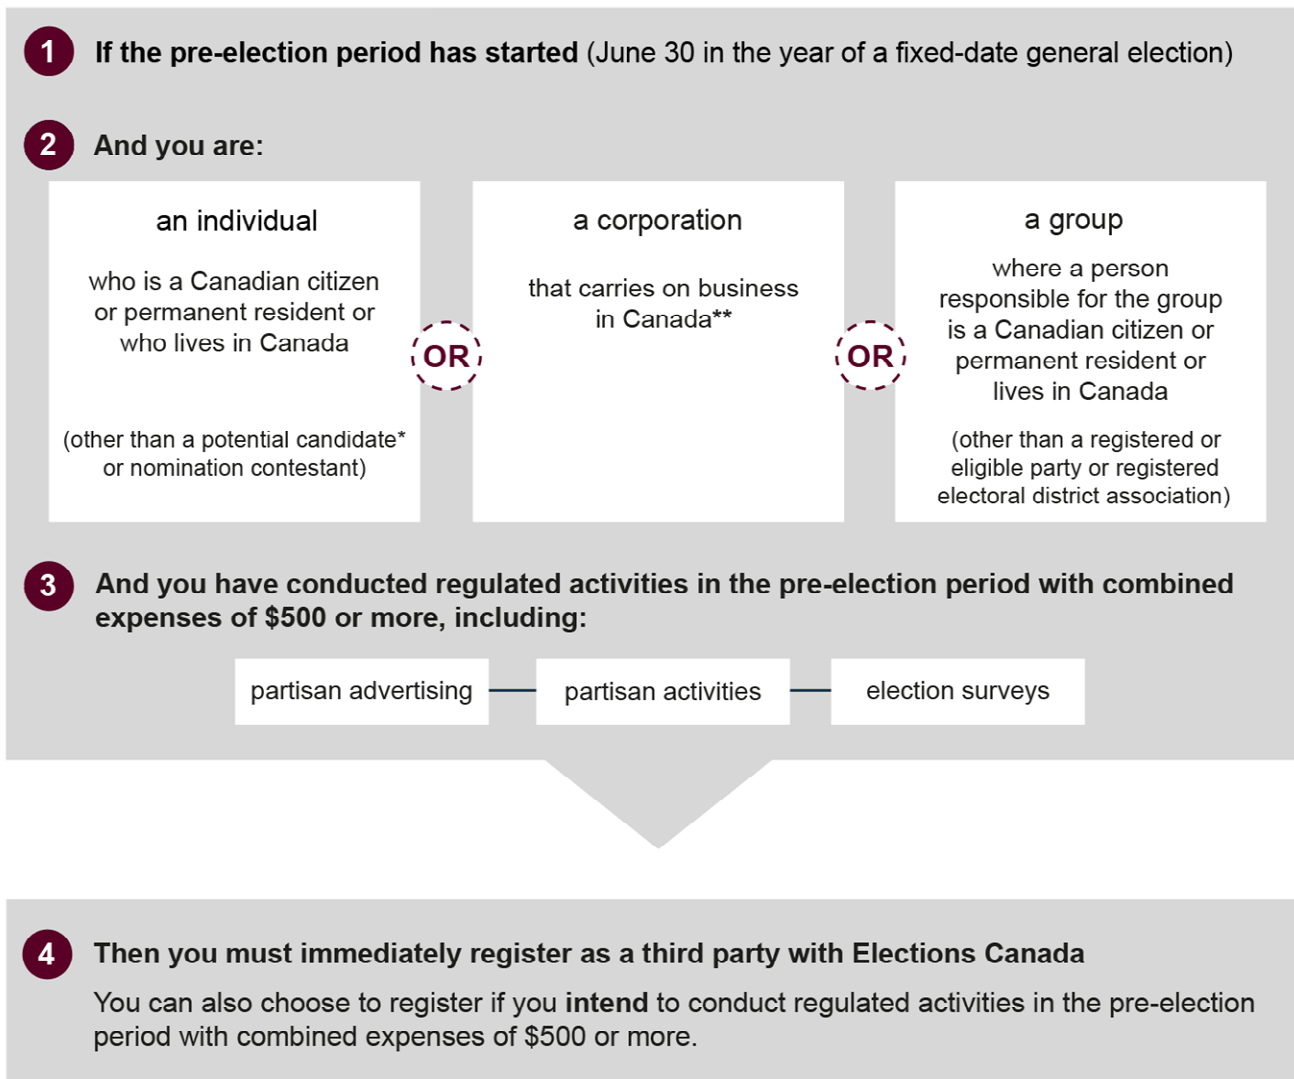 1 If the pre-election period has started (June 30 in the year of a fixed-date general election)
2 And you are:
an individual
who is a Canadian citizen
or permanent resident or
who lives in Canada
(other than a potential candidate*
or nomination contestant)
OR
a corporation
that carries on business
in Canada**
OR
a group
where a person
responsible for the group
is a Canadian citizen or
permanent resident or
lives in Canada
(other than a registered or
eligible party or registered
electoral district association)
3 And you have conducted regulated activities in the pre-election period with combined
expenses of $500 or more, including:
partisan advertising
partisan activities
election surveys
4 Then you must immediately register as a third party with Elections Canada
You can also choose to register if you intend to conduct regulated activities in the pre-election
period with combined expenses of $500 or more.